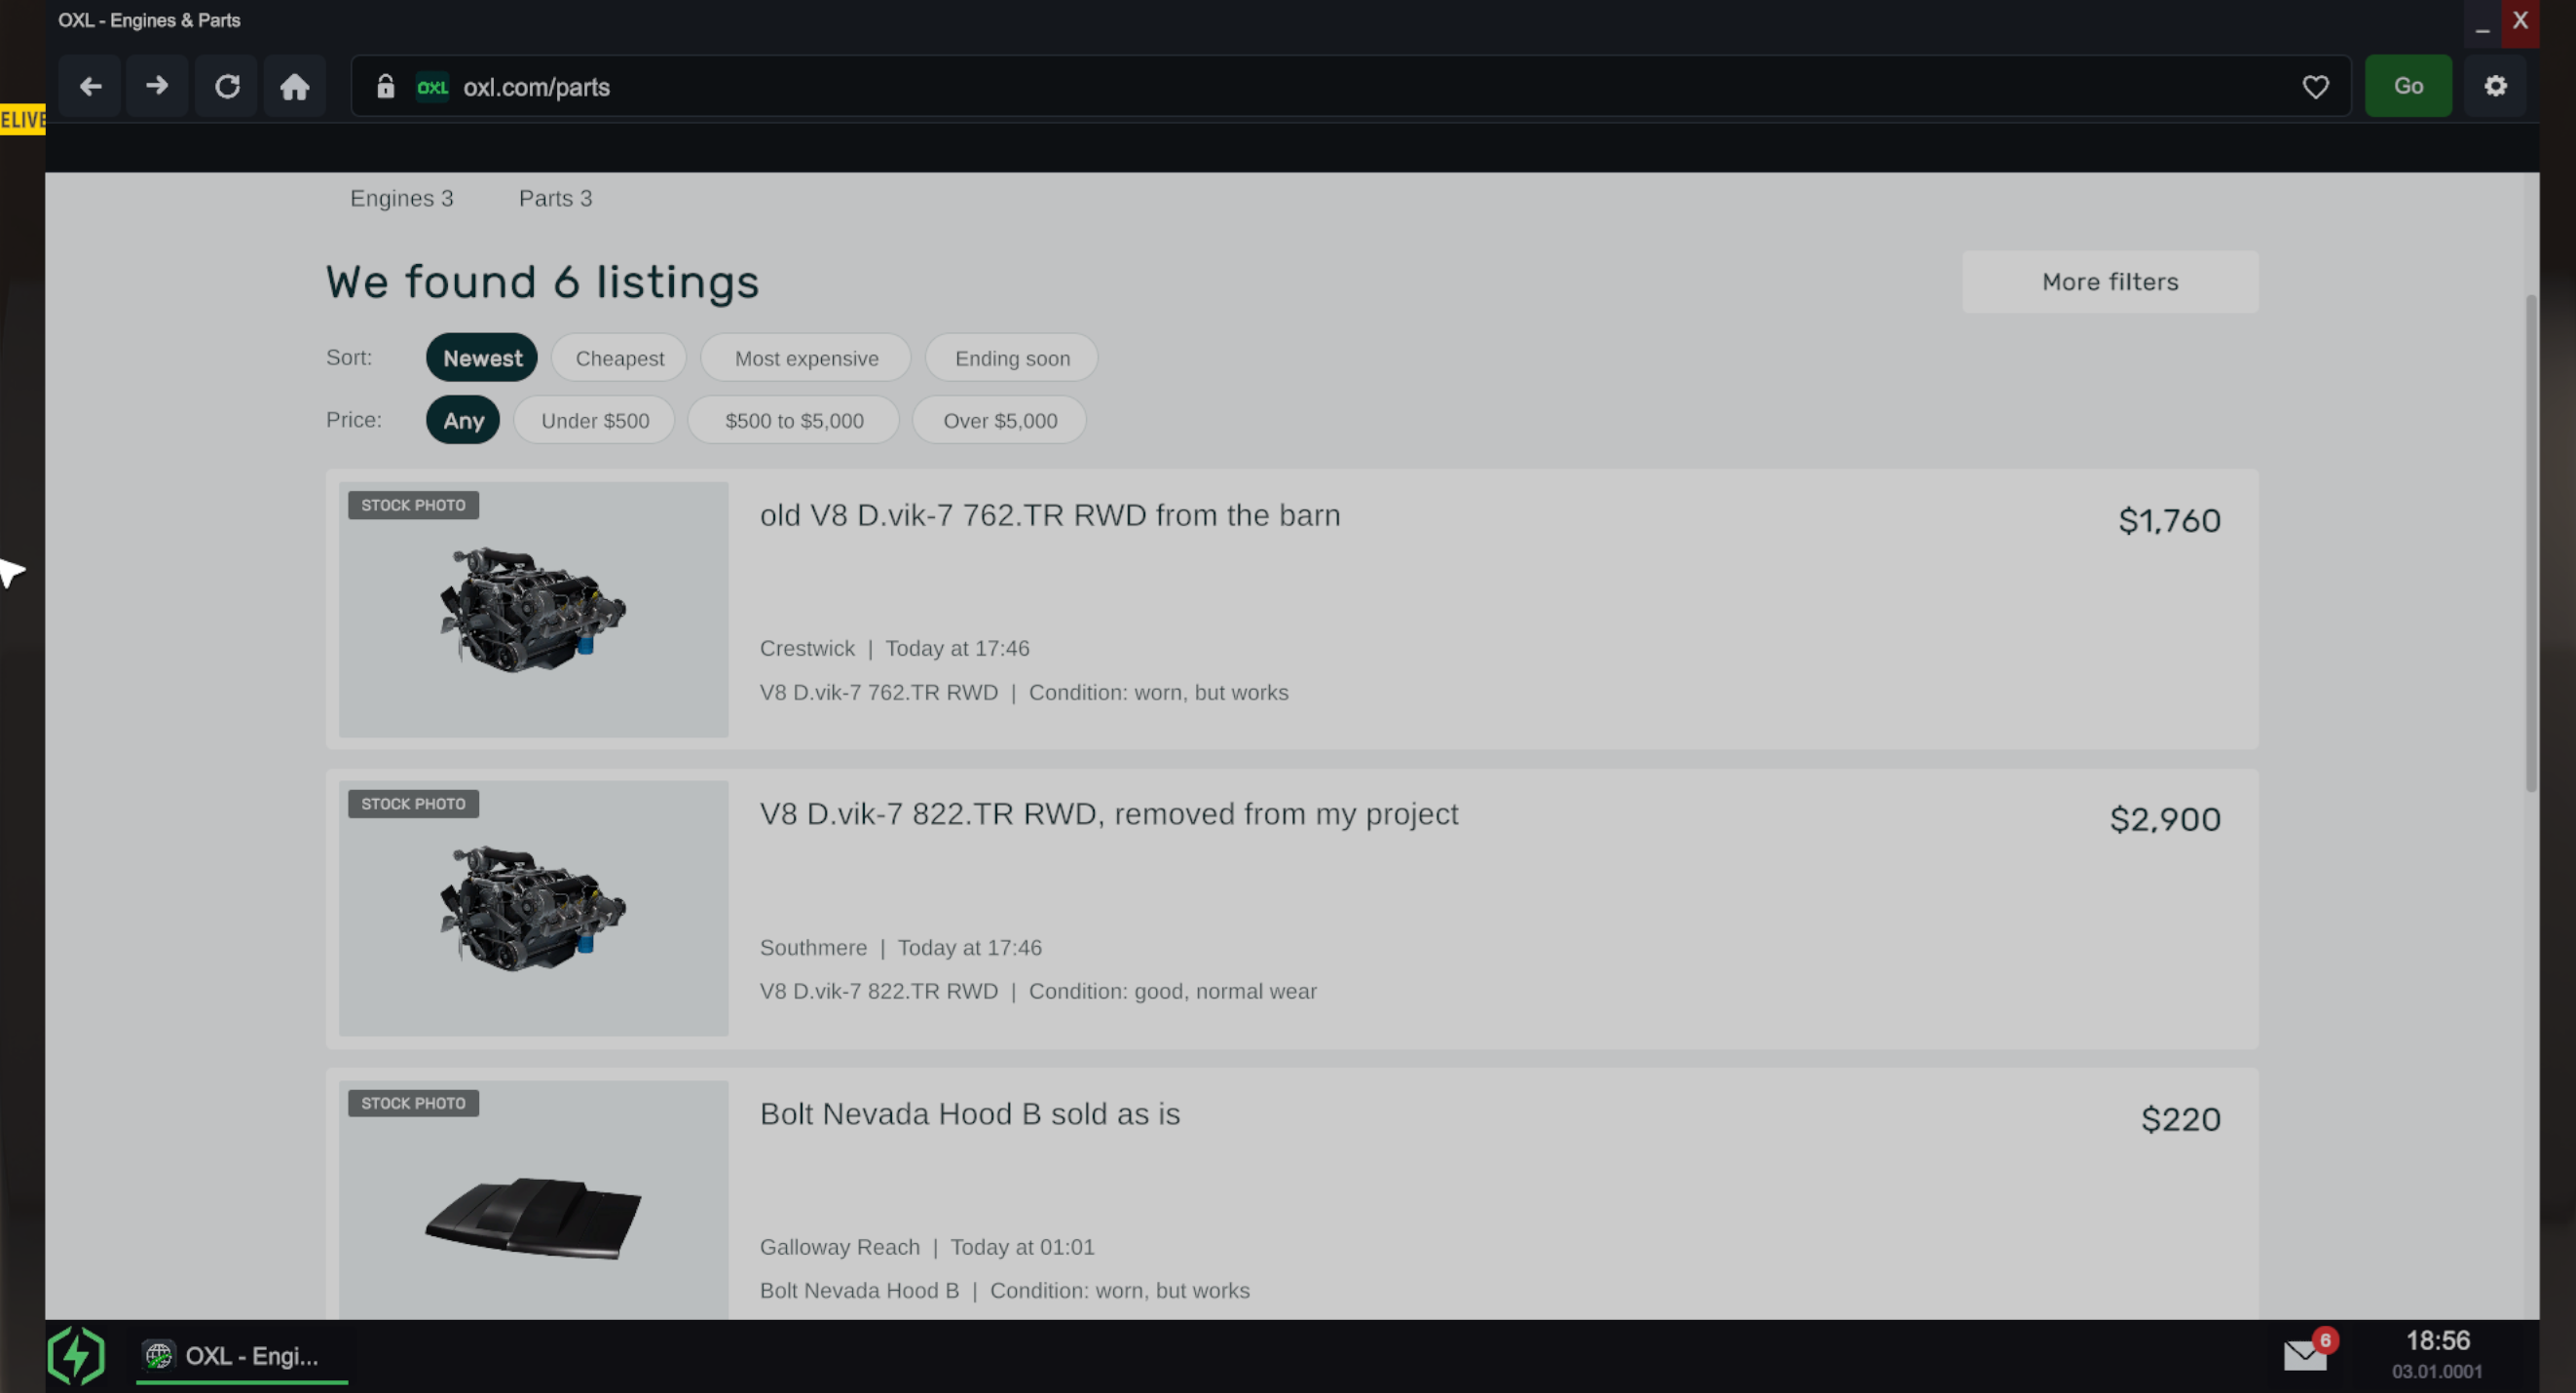 OXL - Engines & Parts
_ X
OXL oxl.com/parts Go
ELIVE
Engines 3 Parts 3
We found 6 listings More filters
Sort: Newest Cheapest Most expensive Ending soon
Price: Any Under $500 $500 to $5,000 Over $5,000
STOCK PHOTO
old V8 D.vik-7 762.TR RWD from the barn $1,760
Crestwick | Today at 17:46
V8 D.vik-7 762.TR RWD | Condition: worn, but works
STOCK PHOTO
V8 D.vik-7 822.TR RWD, removed from my project $2,900
Southmere | Today at 17:46
V8 D.vik-7 822.TR RWD | Condition: good, normal wear
STOCK PHOTO
Bolt Nevada Hood B sold as is $220
Galloway Reach | Today at 01:01
Bolt Nevada Hood B | Condition: worn, but works
OXL - Engi... 6 18:56
03.01.0001